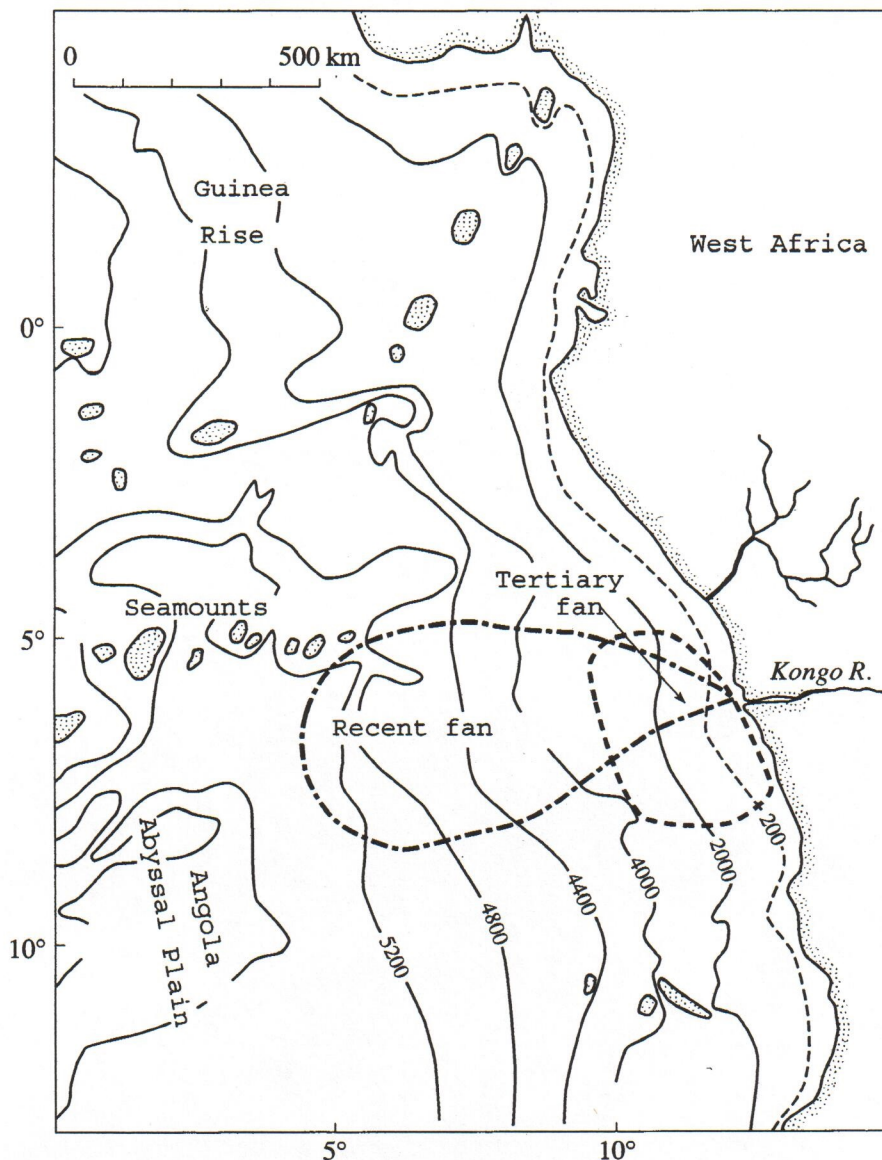 0 500 km
Guinea
Rise
West Africa
0°
Tertiary
fan
Seamounts
5°
Kongo R.
Recent fan
200
Angola
Abyssal Plain
2000
4000
4400
4800
5200
10°
5° 10°